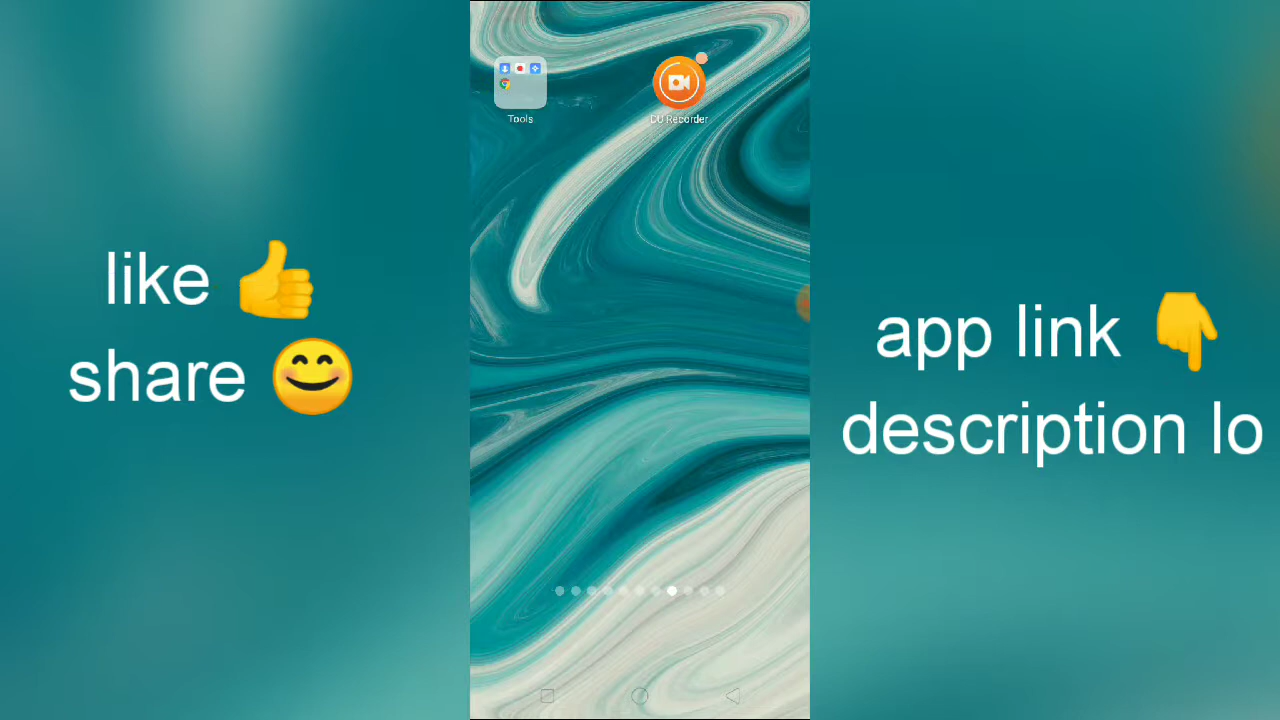 like 👍
share 😊
Tools
DU Recorder
app link 👇
description lo